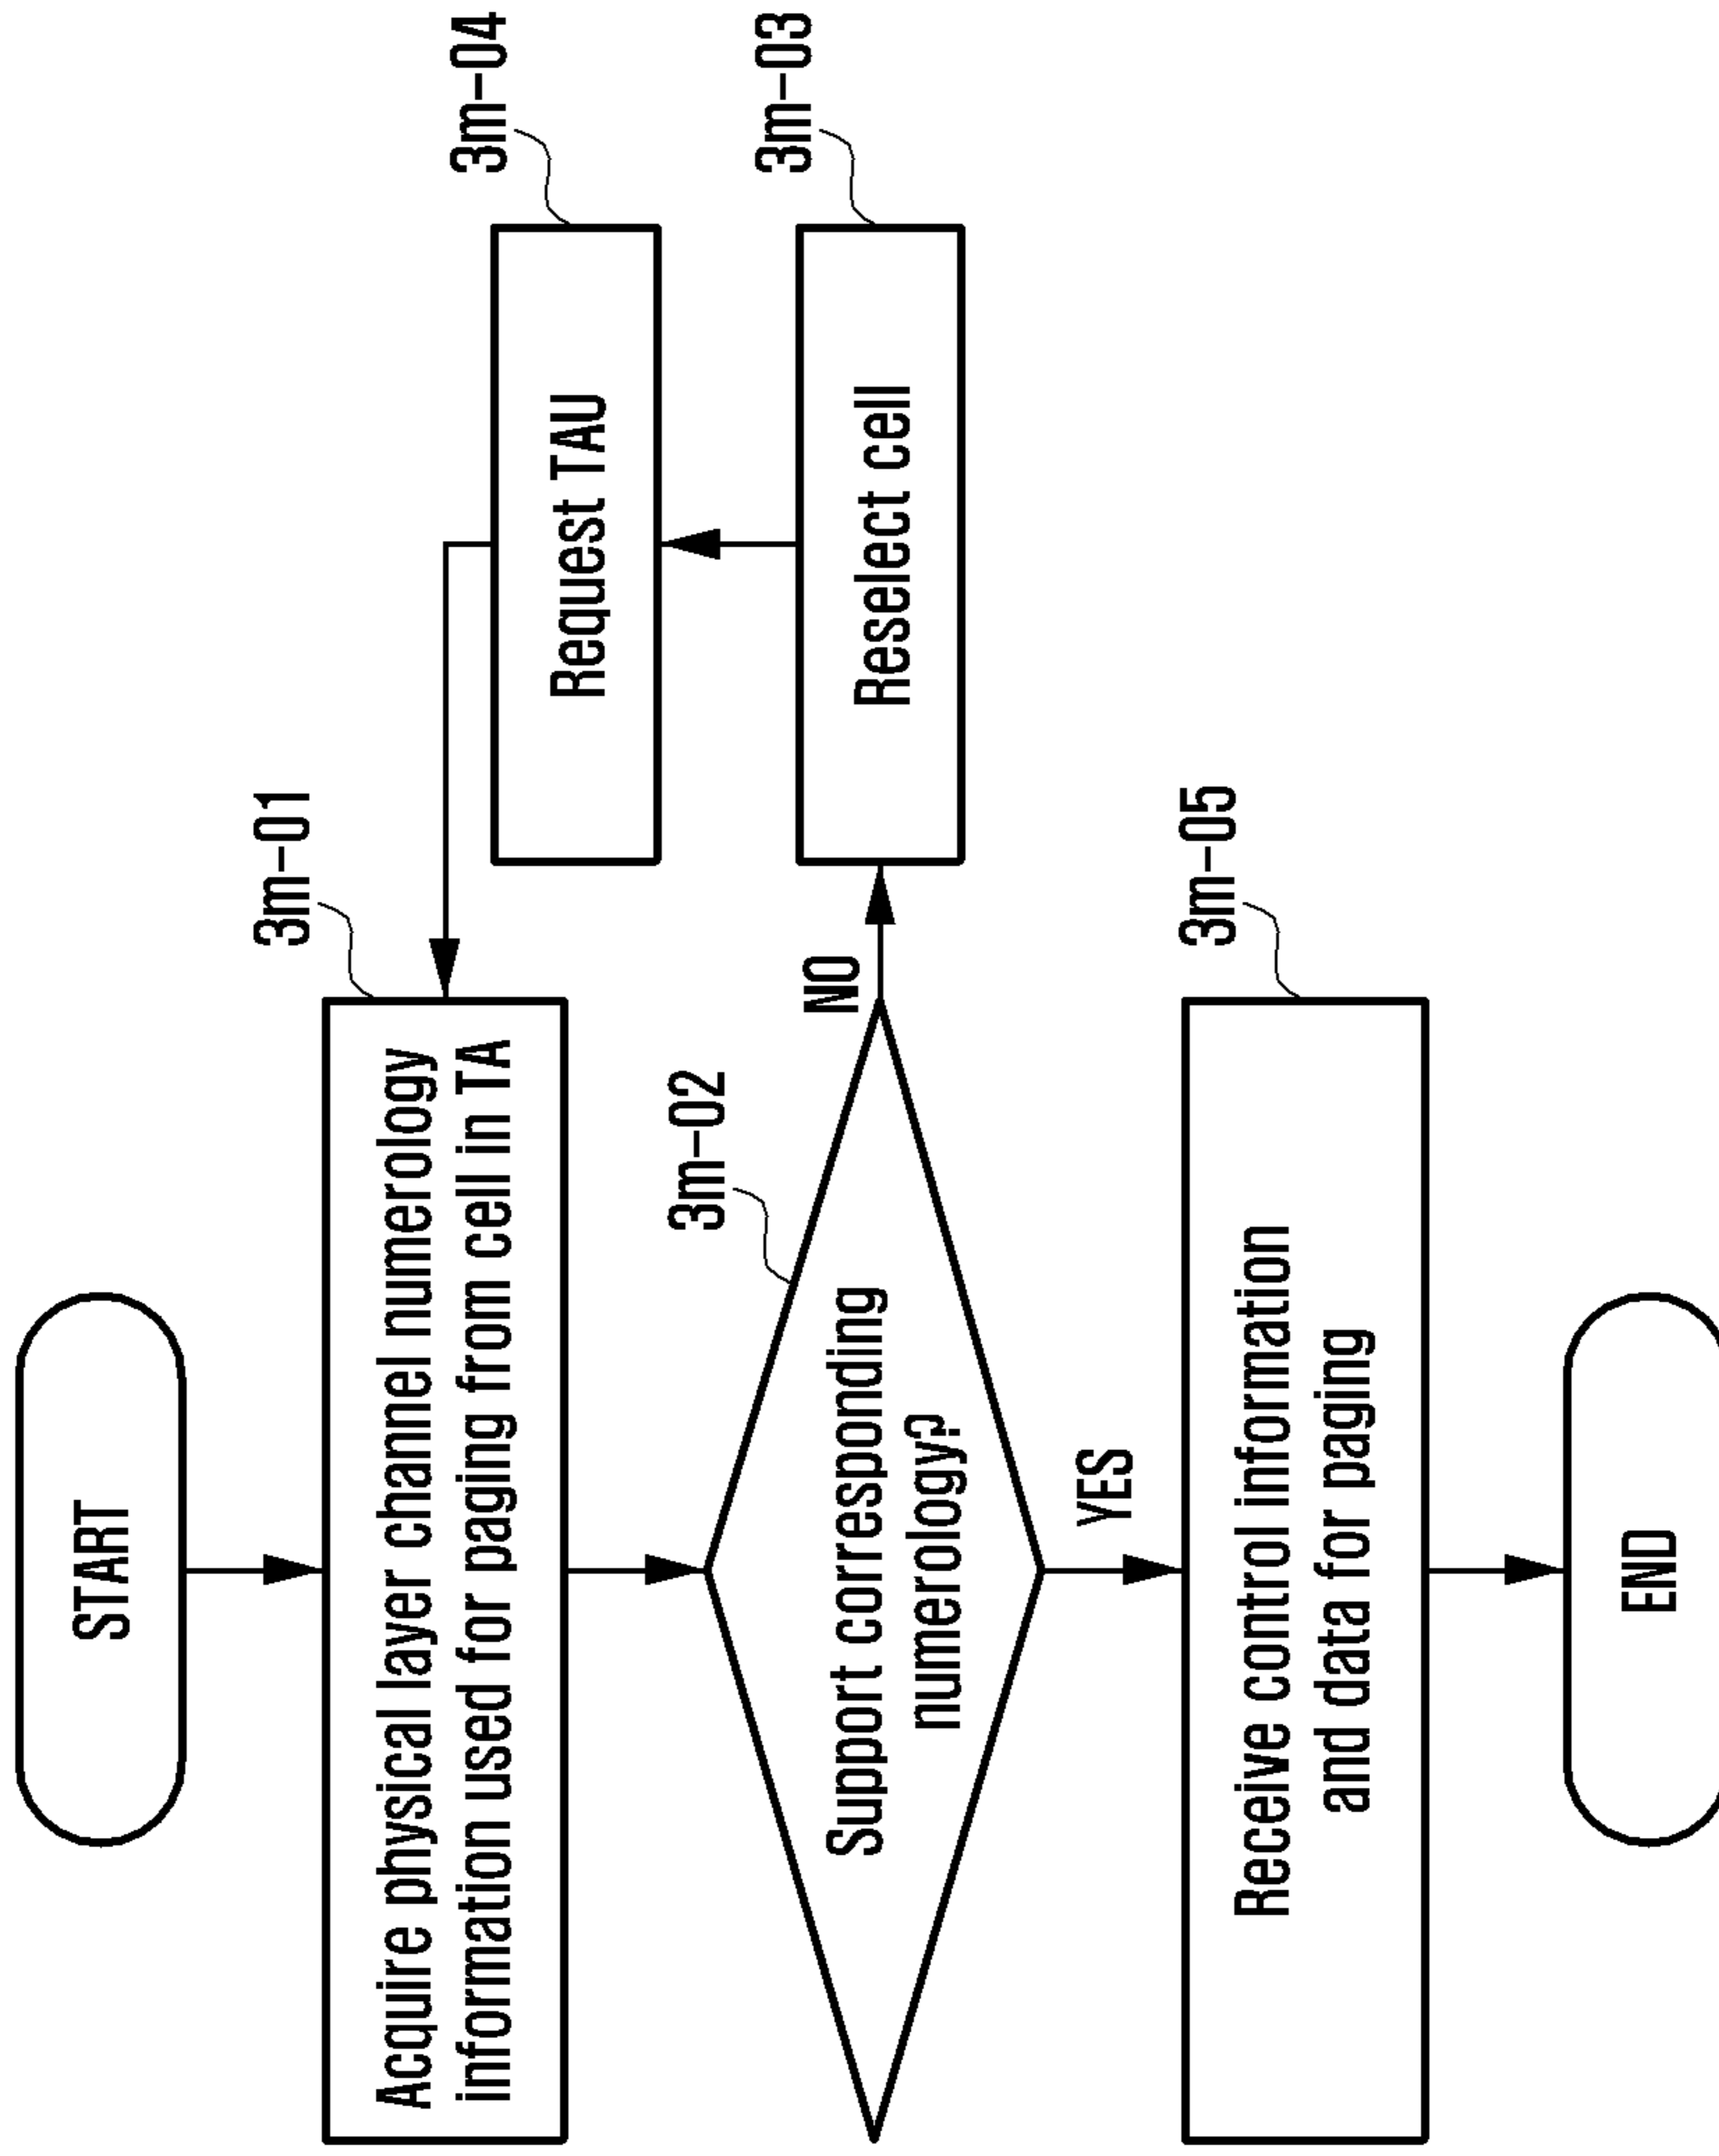 START
3m-01
Acquire physical layer channel numerology
information used for paging from cell in TA
3m-04
Request TAU
3m-02
Support corresponding
numerology?
NO
3m-03
Reselect cell
YES
3m-05
Receive control information
and data for paging
END